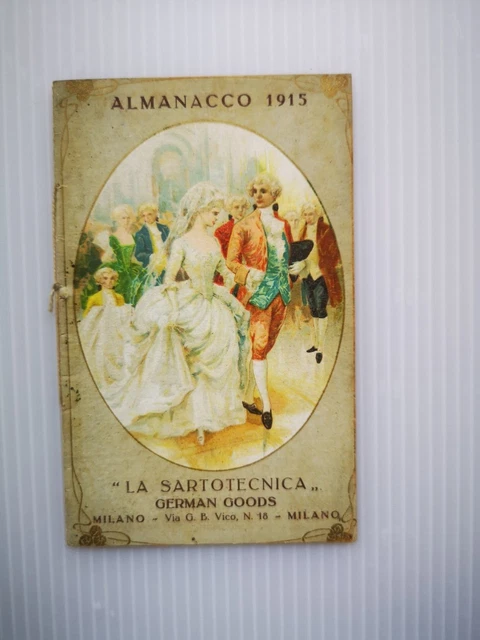 ALMANACCO 1915
“LA SARTOTECNICA„
GERMAN GOODS
MILANO - Via G. B. Vico, N. 18 - MILANO